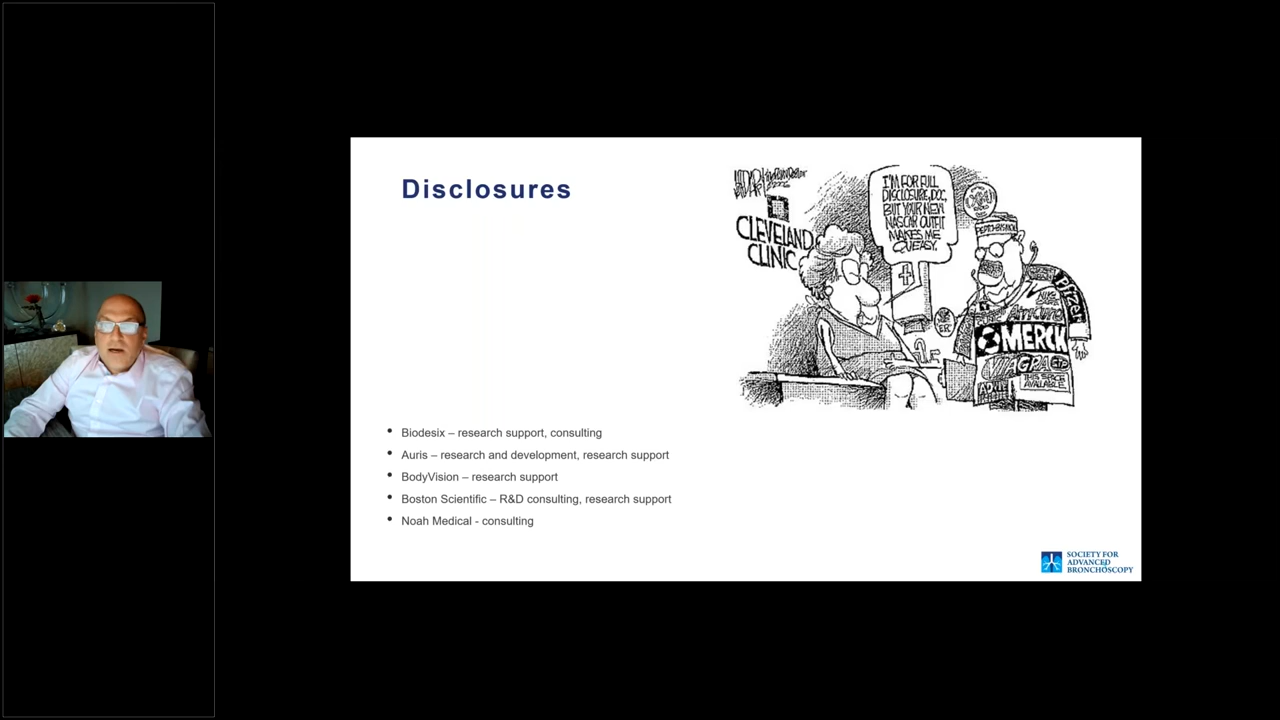 Disclosures
CLEVELAND
CLINIC
I'M FOR FULL
DISCLOSURE, DOC,
BUT YOUR NEW
NASCAR OUTFIT
MAKES ME
QUEASY.
Pfizer
MERCK
VIAGRA
• Biodesix – research support, consulting
• Auris – research and development, research support
• BodyVision – research support
• Boston Scientific – R&D consulting, research support
• Noah Medical - consulting
SOCIETY FOR
ADVANCED
BRONCHOSCOPY